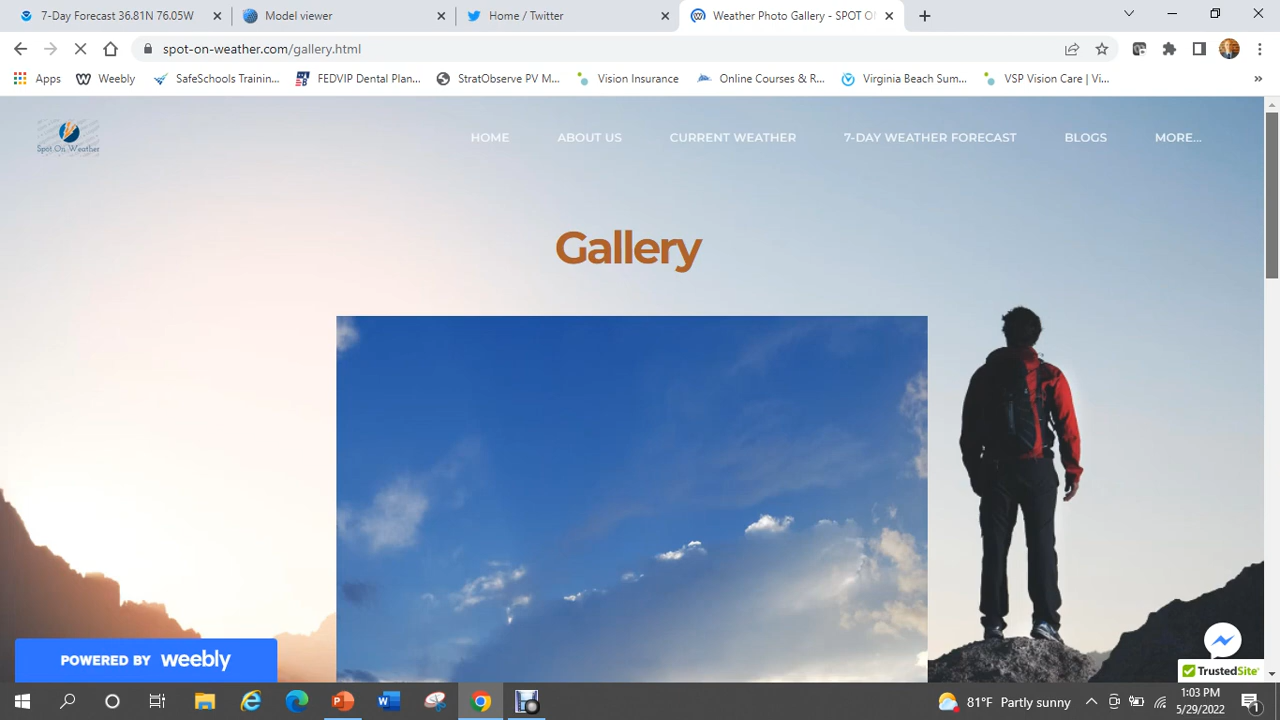 7-Day Forecast 36.81N 76.05W
Model viewer
Home / Twitter
Weather Photo Gallery - SPOT ON
spot-on-weather.com/gallery.html
Apps
Weebly
SafeSchools Trainin...
FEDVIP Dental Plan...
StratObserve PV M...
Vision Insurance
Online Courses & R...
Virginia Beach Sum...
VSP Vision Care | Vi...
»
Spot On Weather
HOME
ABOUT US
CURRENT WEATHER
7-DAY WEATHER FORECAST
BLOGS
MORE...
Gallery
POWERED BY weebly
TrustedSite
81°F Partly sunny
1:03 PM
5/29/2022
1